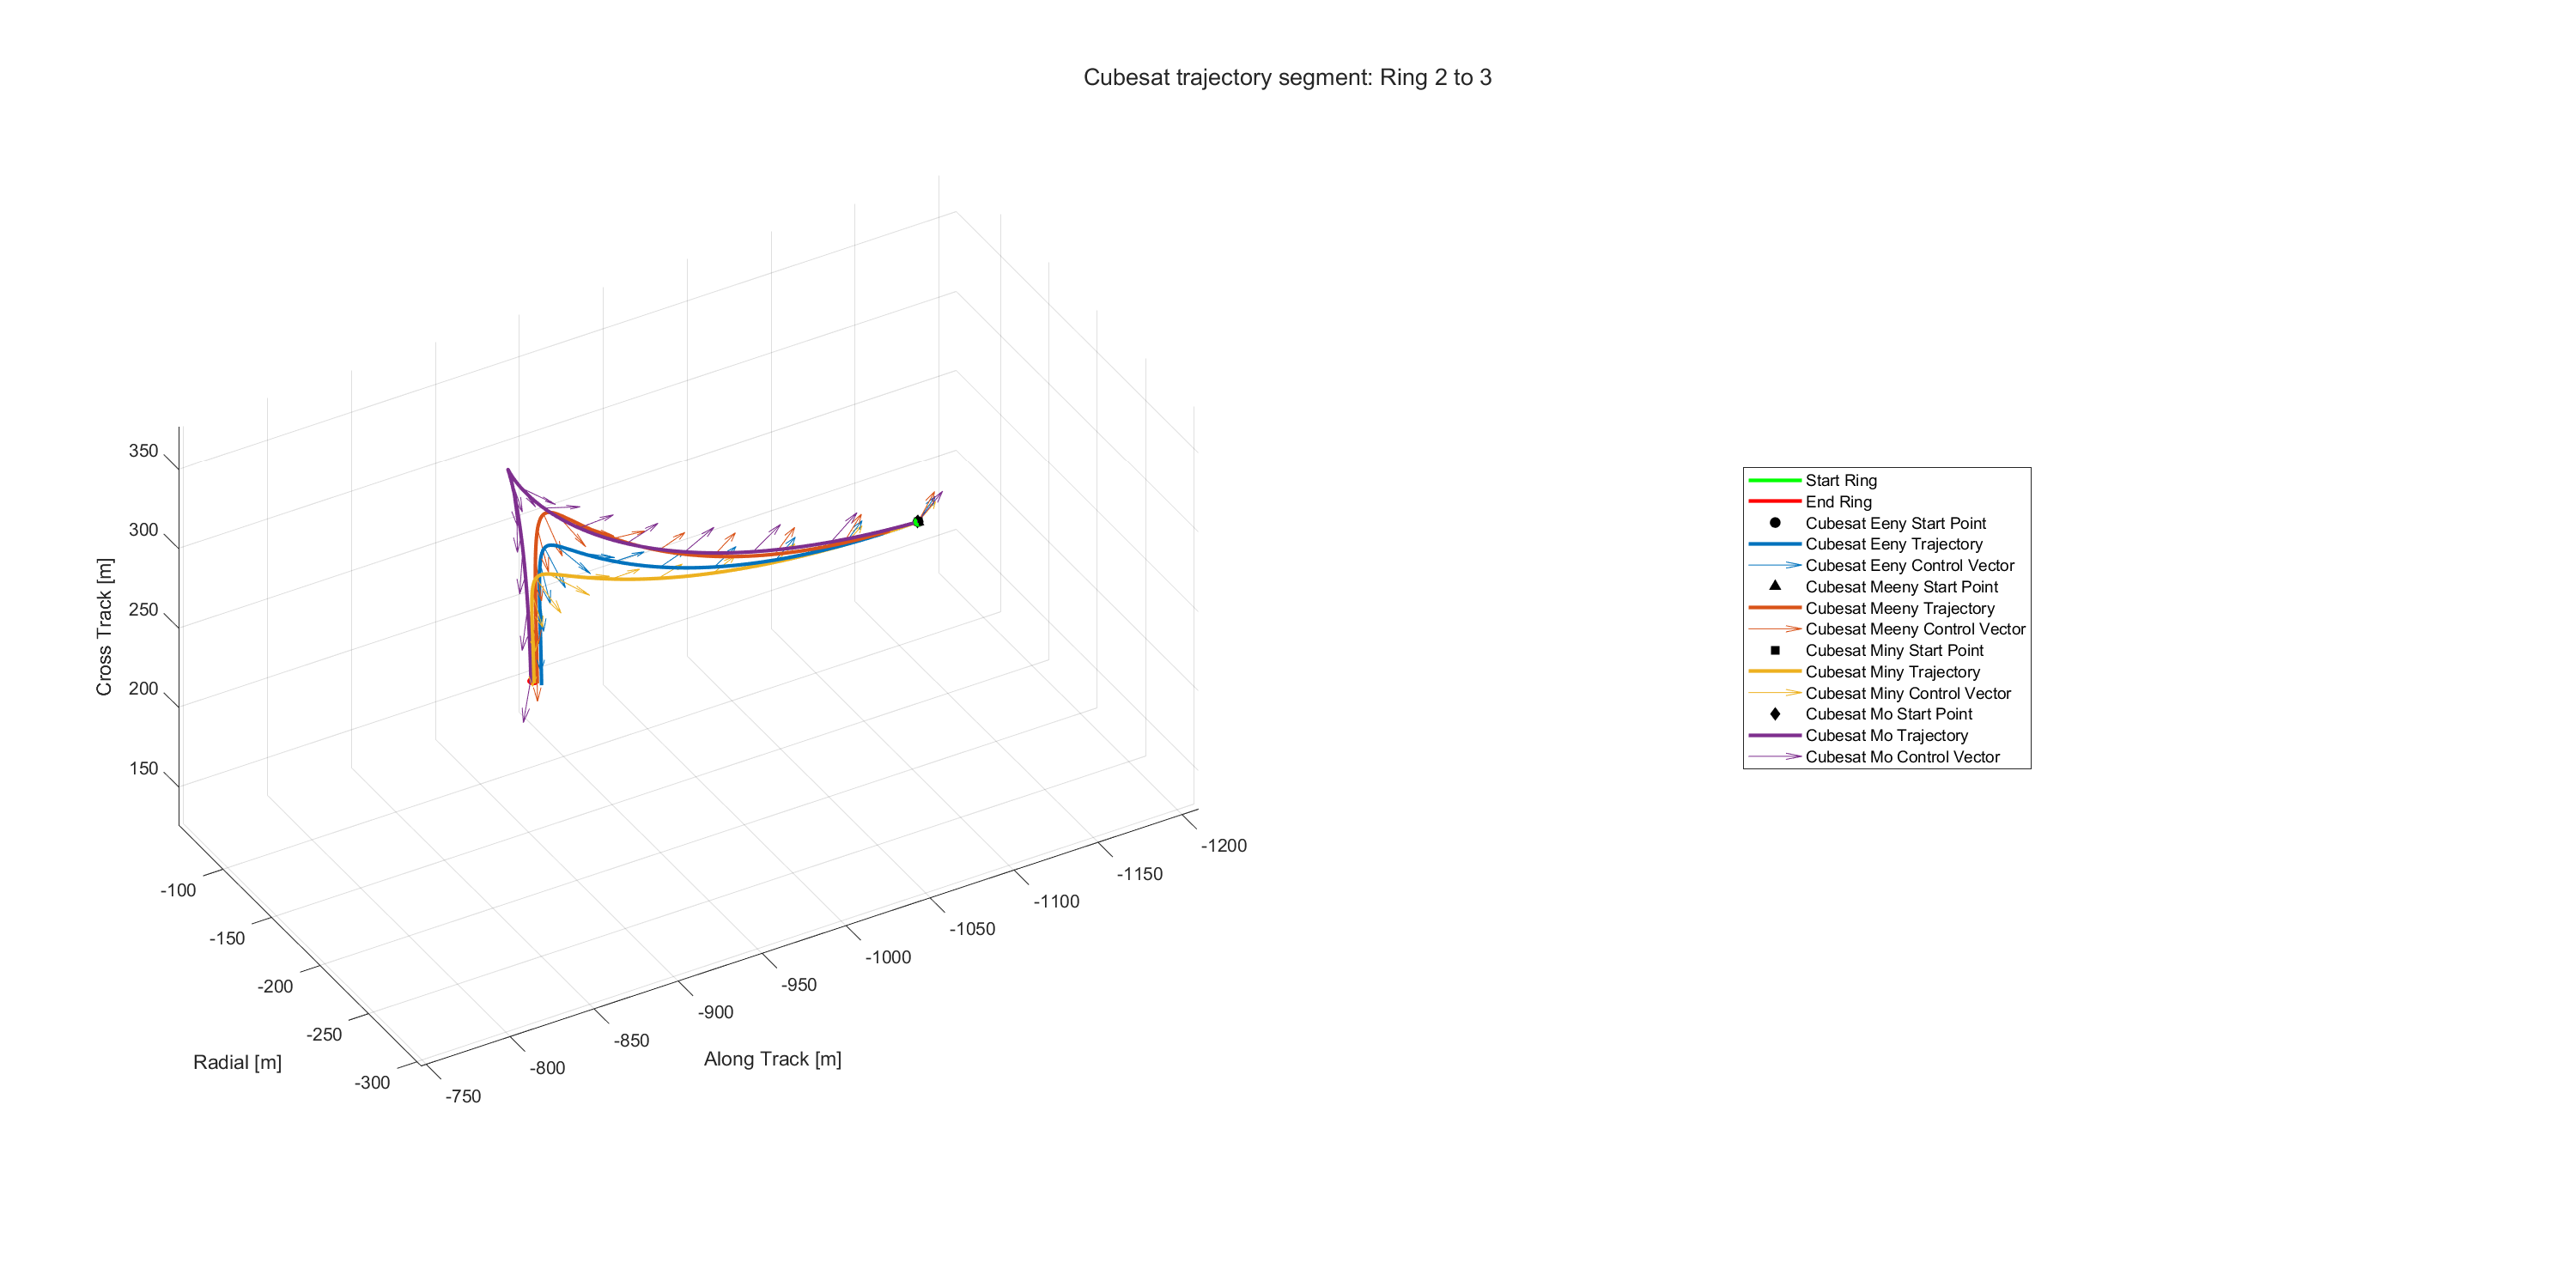 Cubesat trajectory segment: Ring 2 to 3
350
300
250
200
150
Cross Track [m]
-100
-150
-200
-250
-300
Radial [m]
-750
-800
-850
-900
-950
-1000
-1050
-1100
-1150
-1200
Along Track [m]
Start Ring
End Ring
Cubesat Eeny Start Point
Cubesat Eeny Trajectory
Cubesat Eeny Control Vector
Cubesat Meeny Start Point
Cubesat Meeny Trajectory
Cubesat Meeny Control Vector
Cubesat Miny Start Point
Cubesat Miny Trajectory
Cubesat Miny Control Vector
Cubesat Mo Start Point
Cubesat Mo Trajectory
Cubesat Mo Control Vector